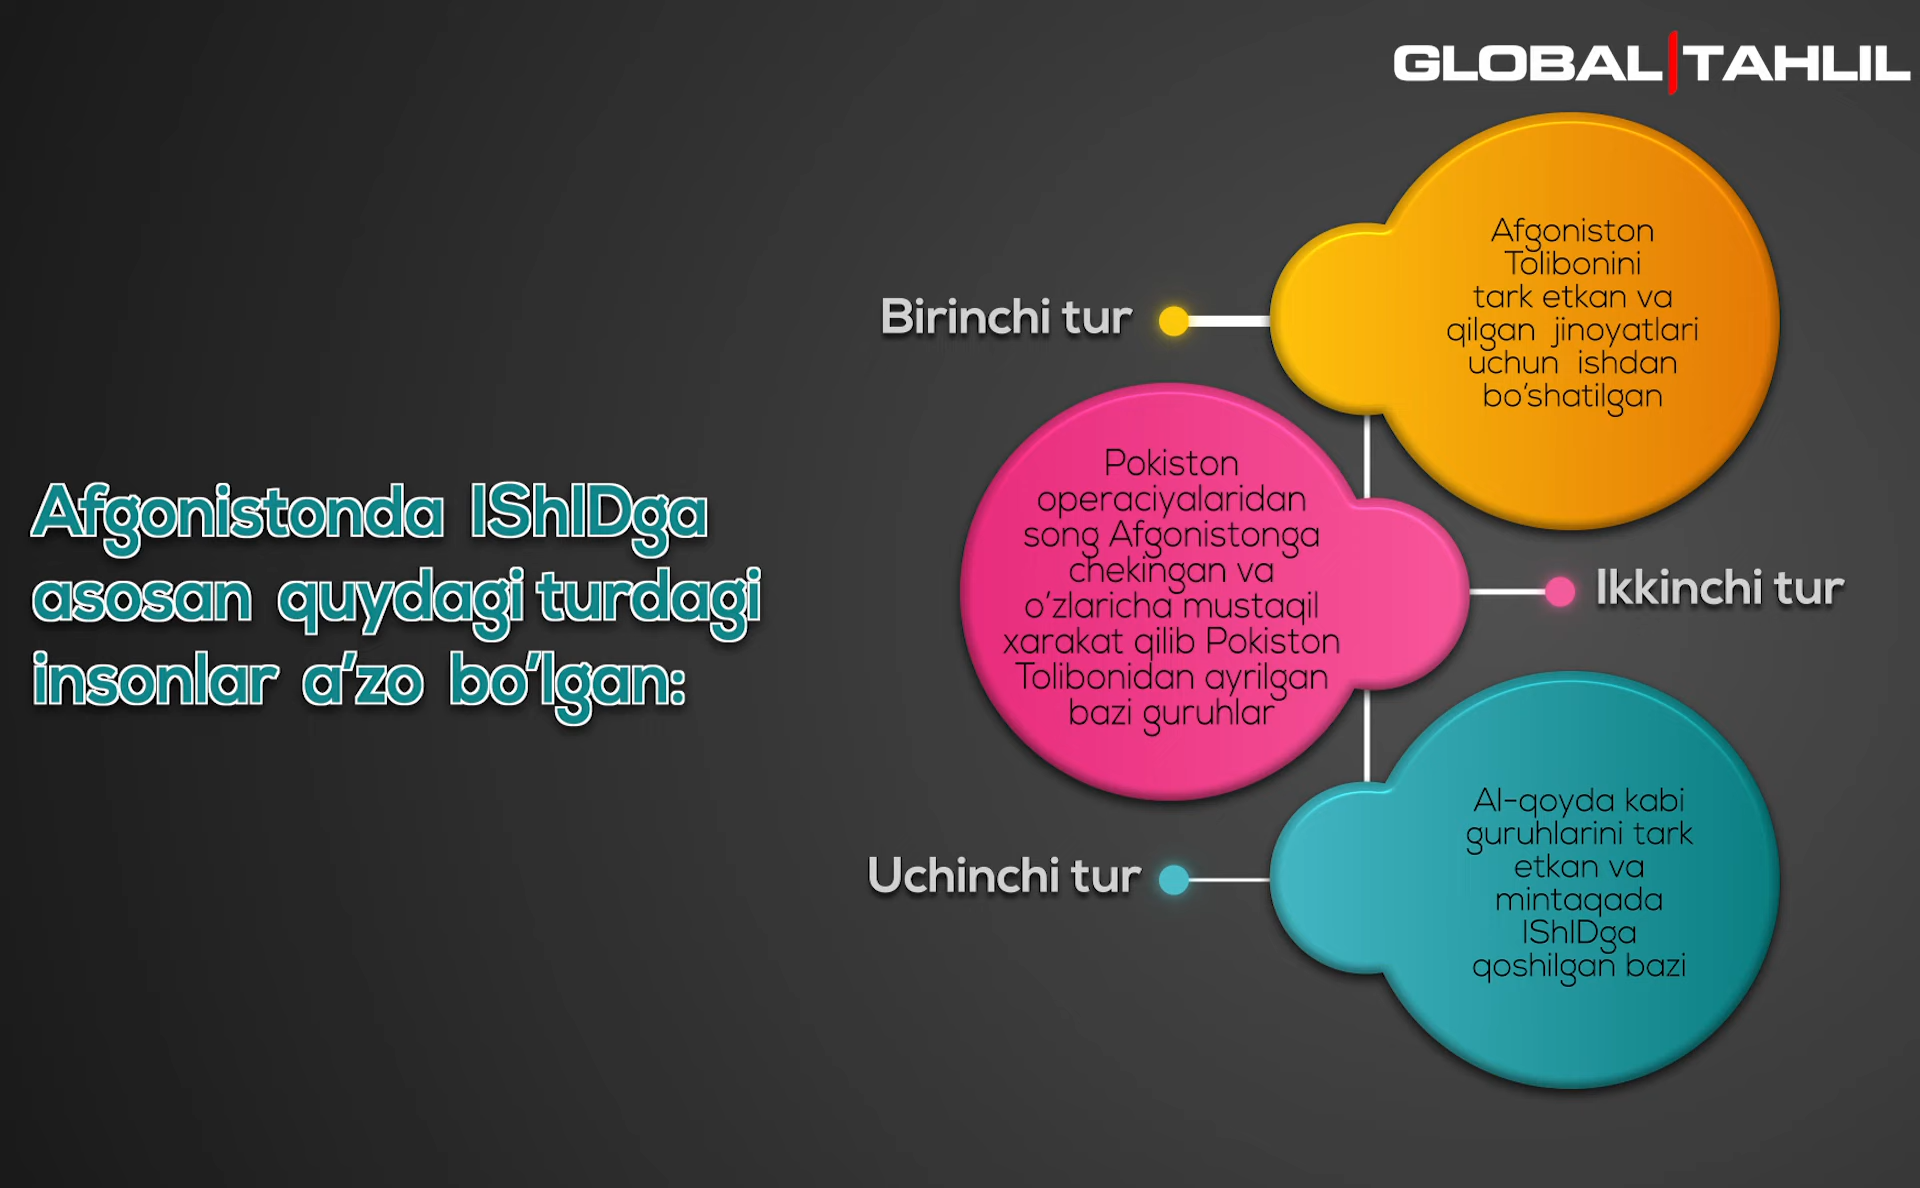 GLOBAL|TAHLIL
Afgonistonda IShIDga
asosan quydagi turdagi
insonlar a'zo bo'lgan:
Birinchi tur
Afgoniston
Tolibonini
tark etkan va
qilgan jinoyatlari
uchun ishdan
bo'shatilgan
Pokiston
operaciyalaridan
song Afgonistonga
chekingan va
o'zlaricha mustaqil
xarakat qilib Pokiston
Tolibonidan ayrilgan
bazi guruhlar
Ikkinchi tur
Uchinchi tur
Al-qoyda kabi
guruhlarini tark
etkan va
mintaqada
IShIDga
qoshilgan bazi